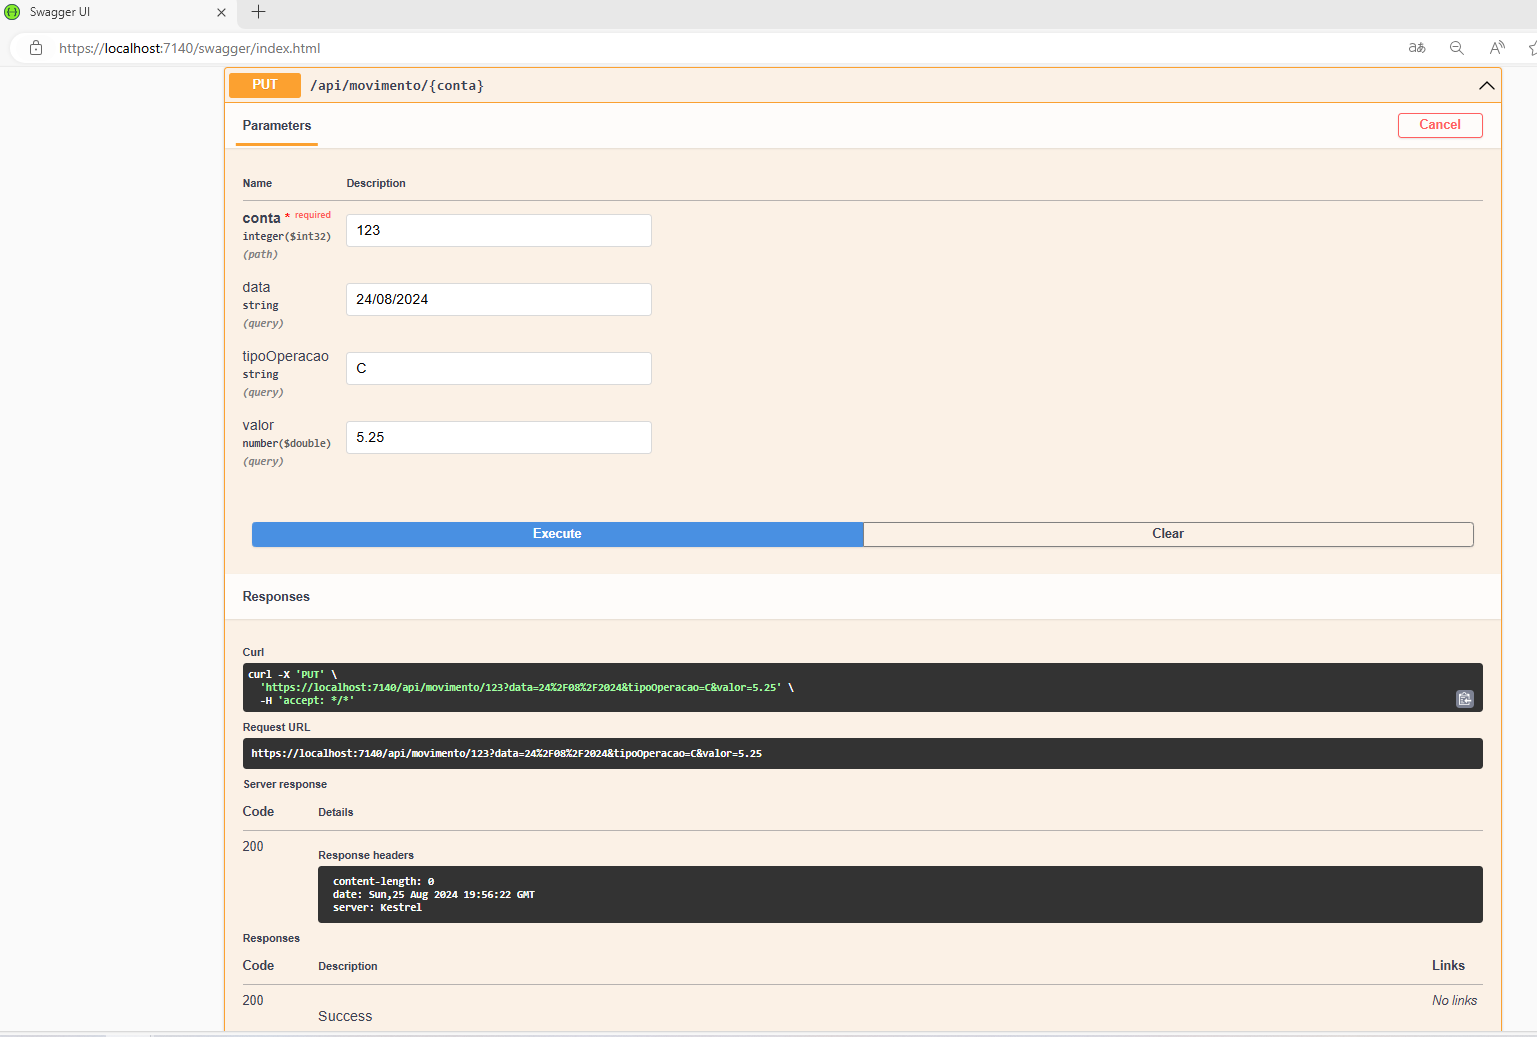 Swagger UI
https://localhost:7140/swagger/index.html
PUT /api/movimento/{conta}
Parameters
Cancel
Name Description
conta * required
integer($int32)
(path)
123
data
string
(query)
24/08/2024
tipoOperacao
string
(query)
C
valor
number($double)
(query)
5.25
Execute Clear
Responses
Curl
curl -X 'PUT' \
'https://localhost:7140/api/movimento/123?data=24%2F08%2F2024&tipoOperacao=C&valor=5.25' \
-H 'accept: */*'
Request URL
https://localhost:7140/api/movimento/123?data=24%2F08%2F2024&tipoOperacao=C&valor=5.25
Server response
Code Details
200
Response headers
content-length: 0
date: Sun,25 Aug 2024 19:56:22 GMT
server: Kestrel
Responses
Code Description Links
200 No links
Success